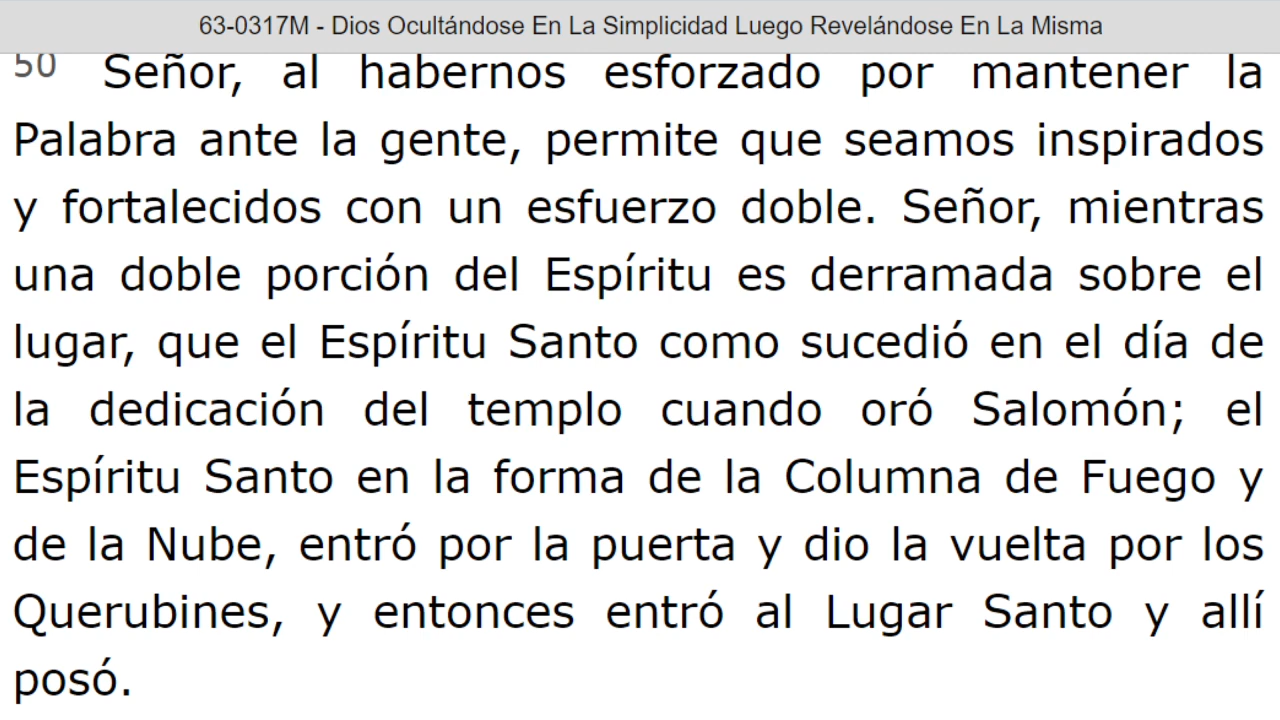 63-0317M - Dios Ocultándose En La Simplicidad Luego Revelándose En La Misma
50 Señor, al habernos esforzado por mantener la
Palabra ante la gente, permite que seamos inspirados
y fortalecidos con un esfuerzo doble. Señor, mientras
una doble porción del Espíritu es derramada sobre el
lugar, que el Espíritu Santo como sucedió en el día de
la dedicación del templo cuando oró Salomón; el
Espíritu Santo en la forma de la Columna de Fuego y
de la Nube, entró por la puerta y dio la vuelta por los
Querubines, y entonces entró al Lugar Santo y allí
posó.